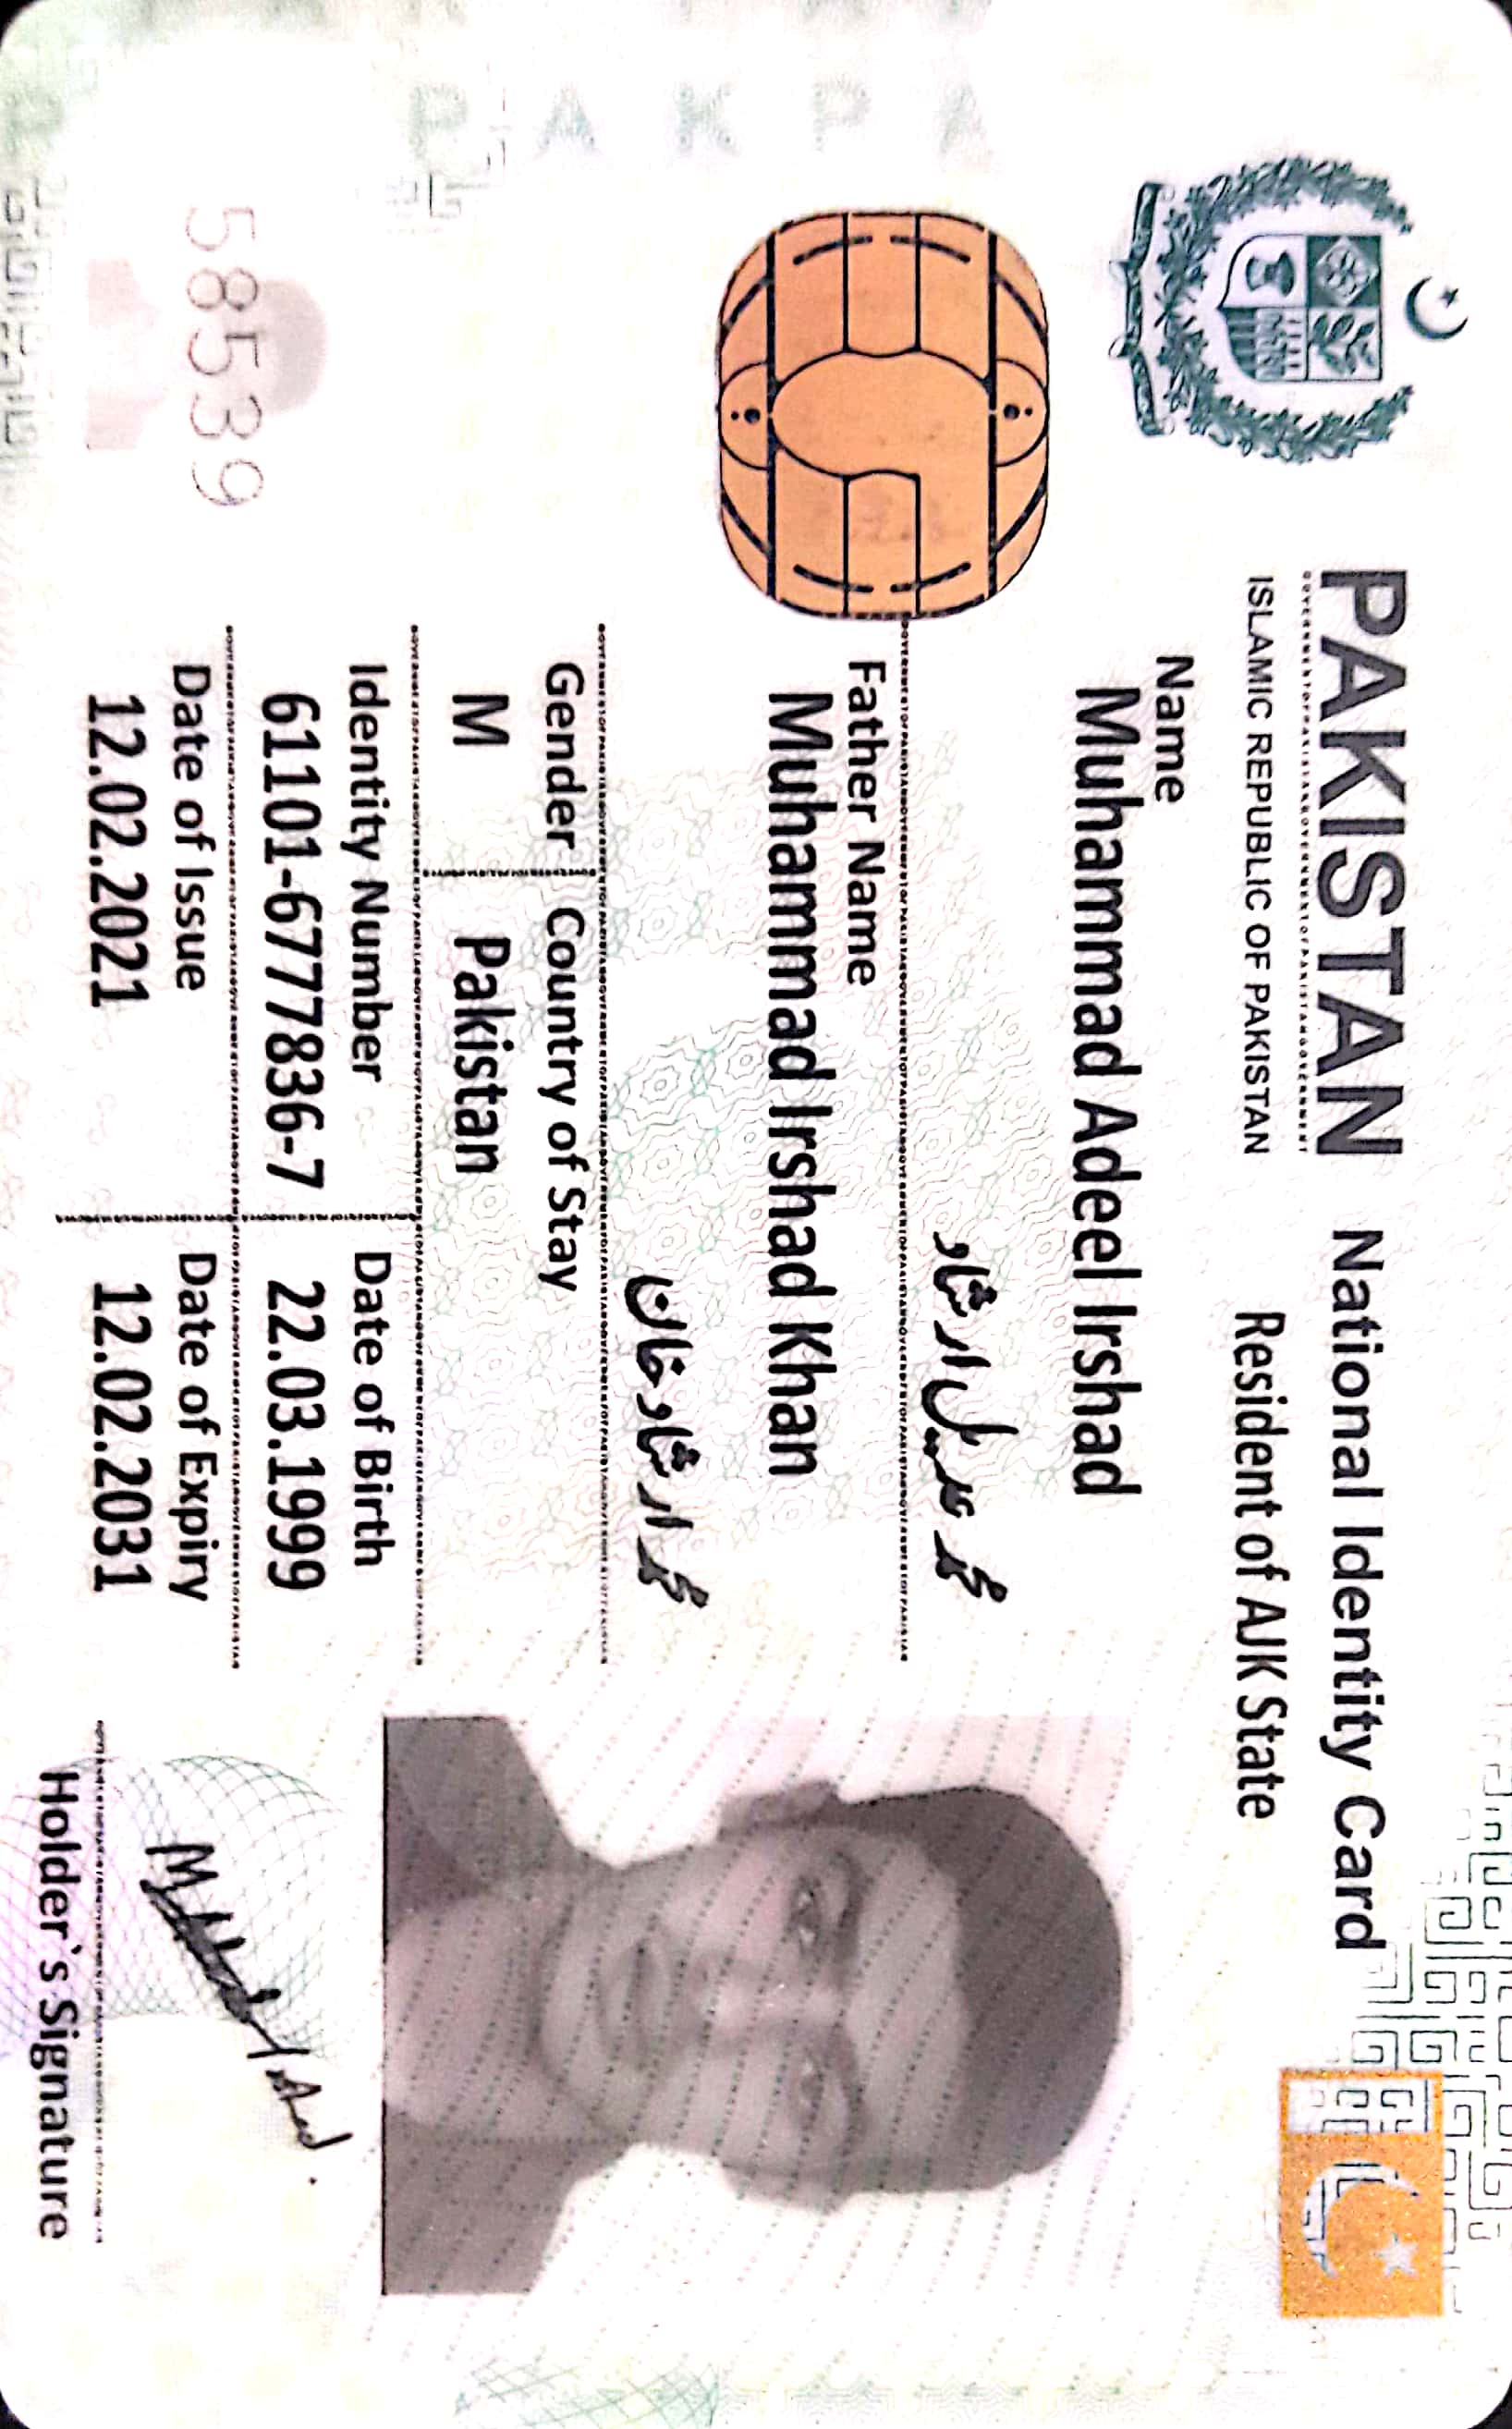 PAKISTAN National Identity Card
ISLAMIC REPUBLIC OF PAKISTAN Resident of AJK State
Name
Muhammad Adeel Irshad
محمد عدیل ارشاد
Father Name
Muhammad Irshad Khan
محمد ارشاد خان
Gender Country of Stay
M Pakistan
Identity Number Date of Birth
61101-6777836-7 22.03.1999
Date of Issue Date of Expiry
12.02.2021 12.02.2031
Holder`s Signature
58539
PAKPA